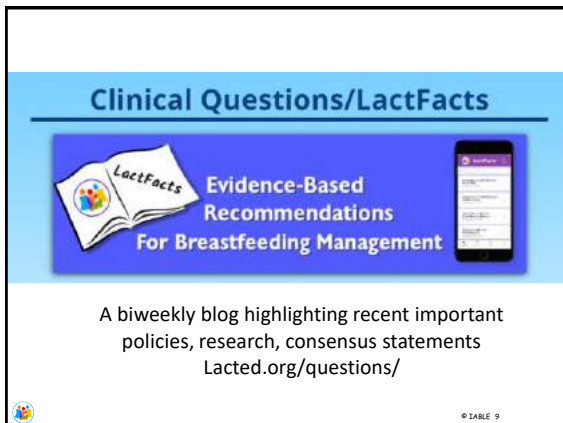 Clinical Questions/LactFacts
LactFacts
Evidence-Based
Recommendations
For Breastfeeding Management
LactFacts
A biweekly blog highlighting recent important
policies, research, consensus statements
Lacted.org/questions/
© IABLE 9